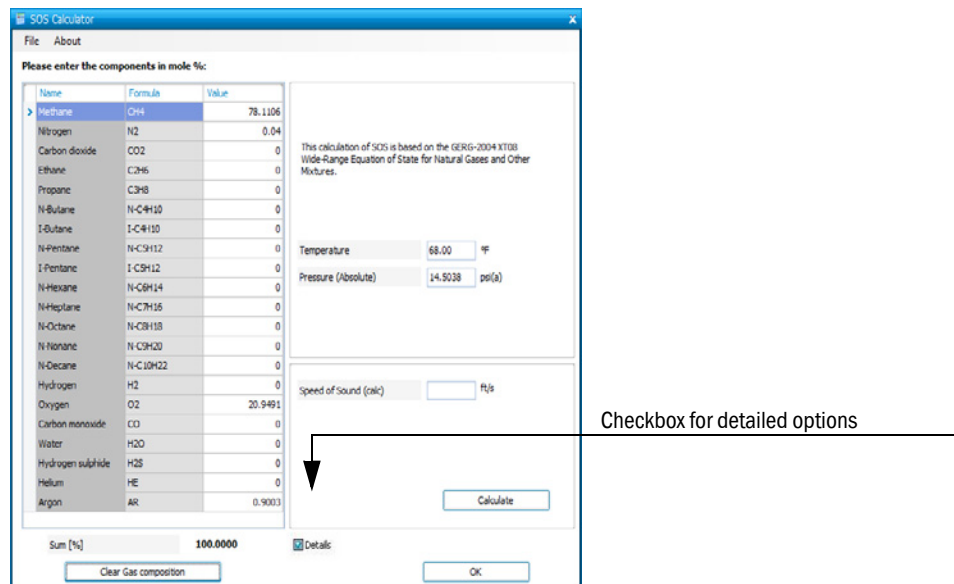 SOS Calculator x
File About
Please enter the components in mole %:
Name Formula Value
Methane CH4 78.1106
Nitrogen N2 0.04
Carbon dioxide CO2 0
Ethane C2H6 0
Propane C3H8 0
N-Butane N-C4H10 0
I-Butane I-C4H10 0
N-Pentane N-C5H12 0
I-Pentane I-C5H12 0
N-Hexane N-C6H14 0
N-Heptane N-C7H16 0
N-Octane N-C8H18 0
N-Nonane N-C9H20 0
N-Decane N-C10H22 0
Hydrogen H2 0
Oxygen O2 20.9491
Carbon monoxide CO 0
Water H2O 0
Hydrogen sulphide H2S 0
Helium HE 0
Argon AR 0.9003
This calculation of SOS is based on the GERG-2004 XT08
Wide-Range Equation of State for Natural Gases and Other
Mixtures.
Temperature 68.00 °F
Pressure (Absolute) 14.5038 psi(a)
Speed of Sound (calc) ft/s
Checkbox for detailed options
Calculate
Sum [%] 100.0000
Details
Clear Gas composition
OK